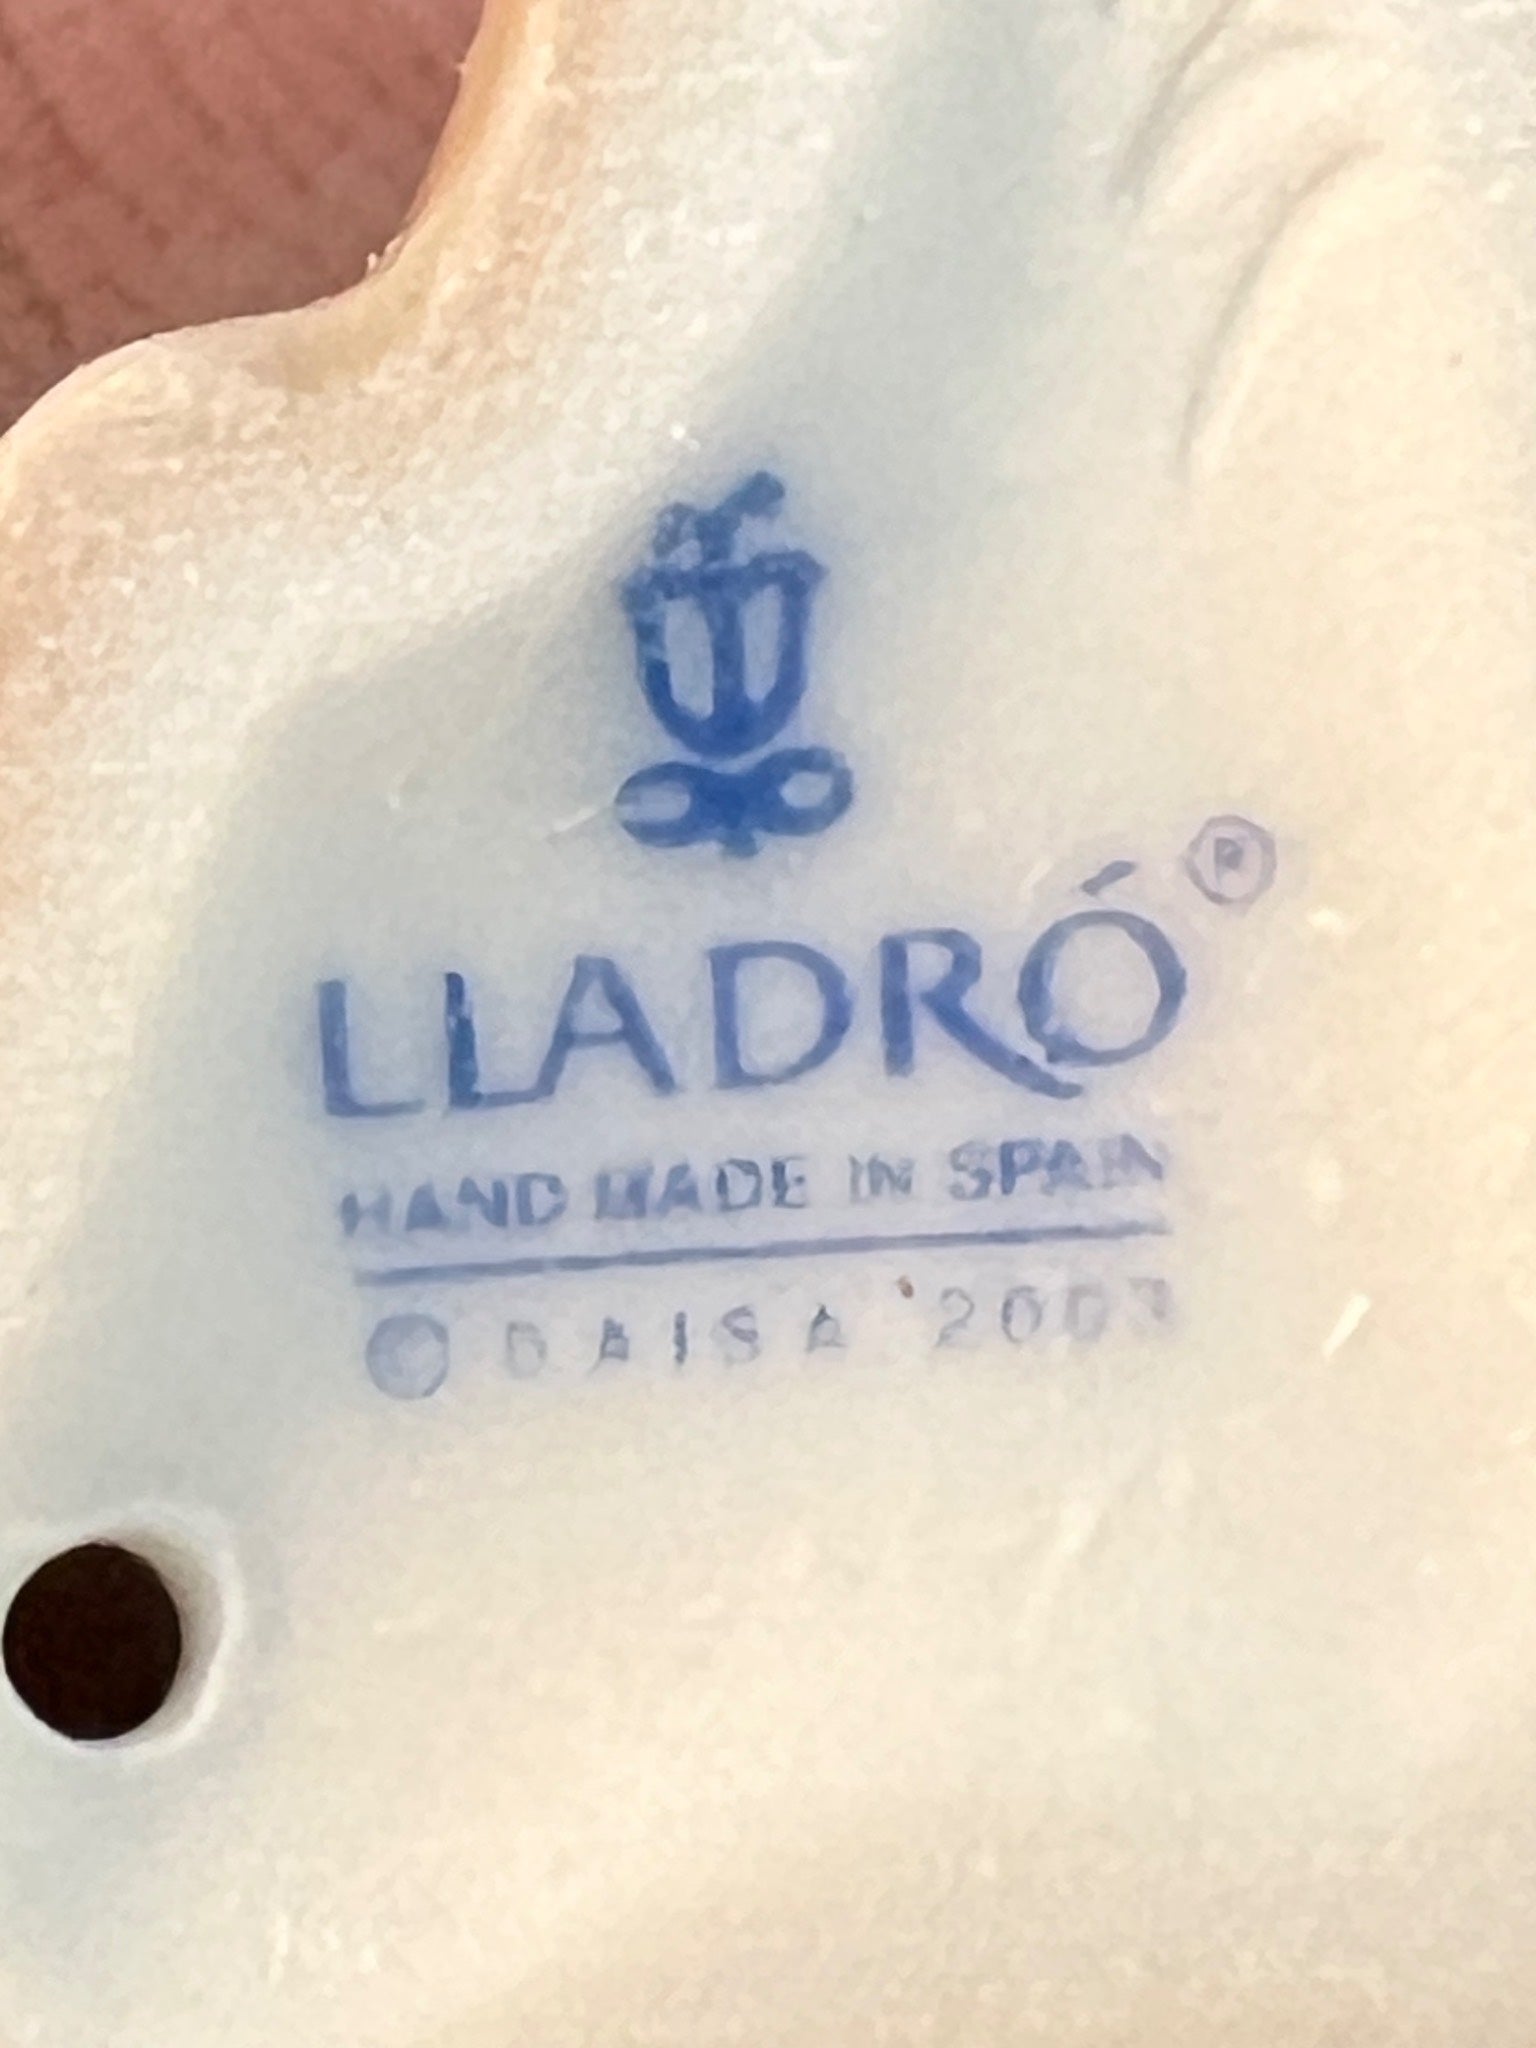 LLADRÓ ®
HAND MADE IN SPAIN
© DAISA 2003